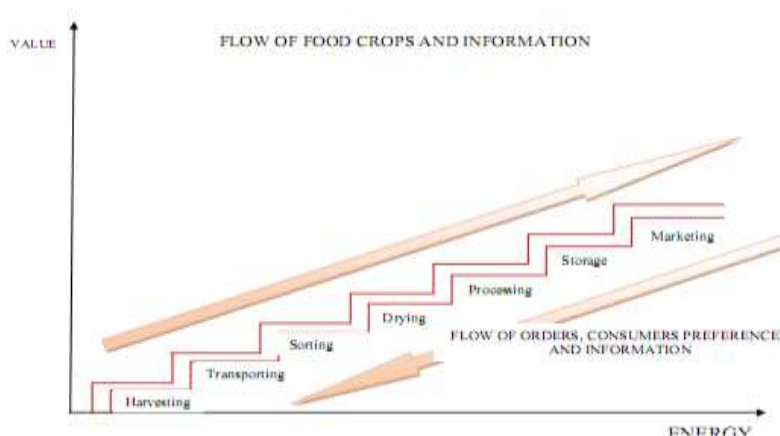 VALUE
FLOW OF FOOD CROPS AND INFORMATION
Marketing
Storage
Processing
Drying
Sorting
Transporting
Harvesting
FLOW OF ORDERS, CONSUMERS PREFERENCE
AND INFORMATION
ENERGY